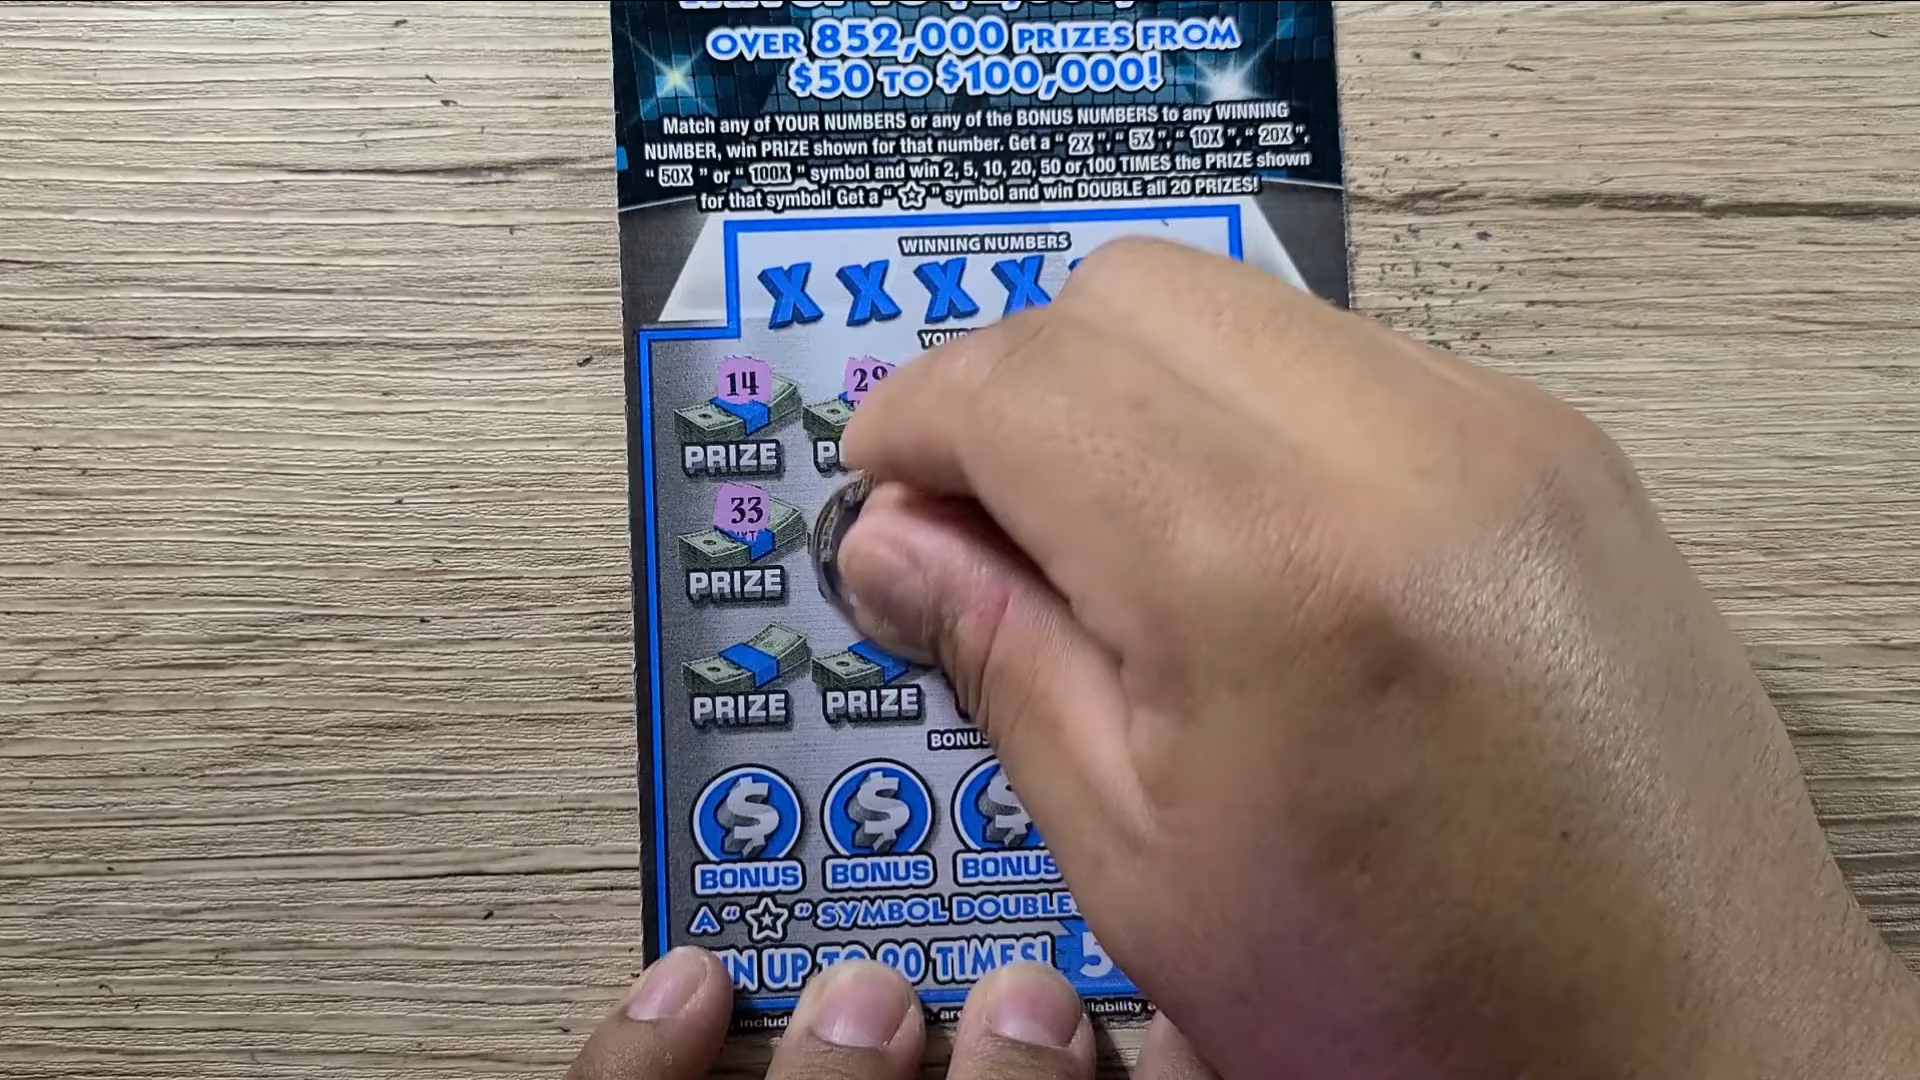 OVER 852,000 PRIZES FROM
$50 TO $100,000!
Match any of YOUR NUMBERS or any of the BONUS NUMBERS to any WINNING
NUMBER, win PRIZE shown for that number. Get a "2X", "5X", "10X", "20X",
"50X" or "100X" symbol and win 2, 5, 10, 20, 50 or 100 TIMES the PRIZE shown
for that symbol! Get a "☆" symbol and win DOUBLE all 20 PRIZES!
WINNING NUMBERS
X X X X
14
PRIZE
33
PRIZE
PRIZE PRIZE
BONUS BONUS BONUS
A "☆" SYMBOL DOUBLE
UP TO 20 TIMES! 5